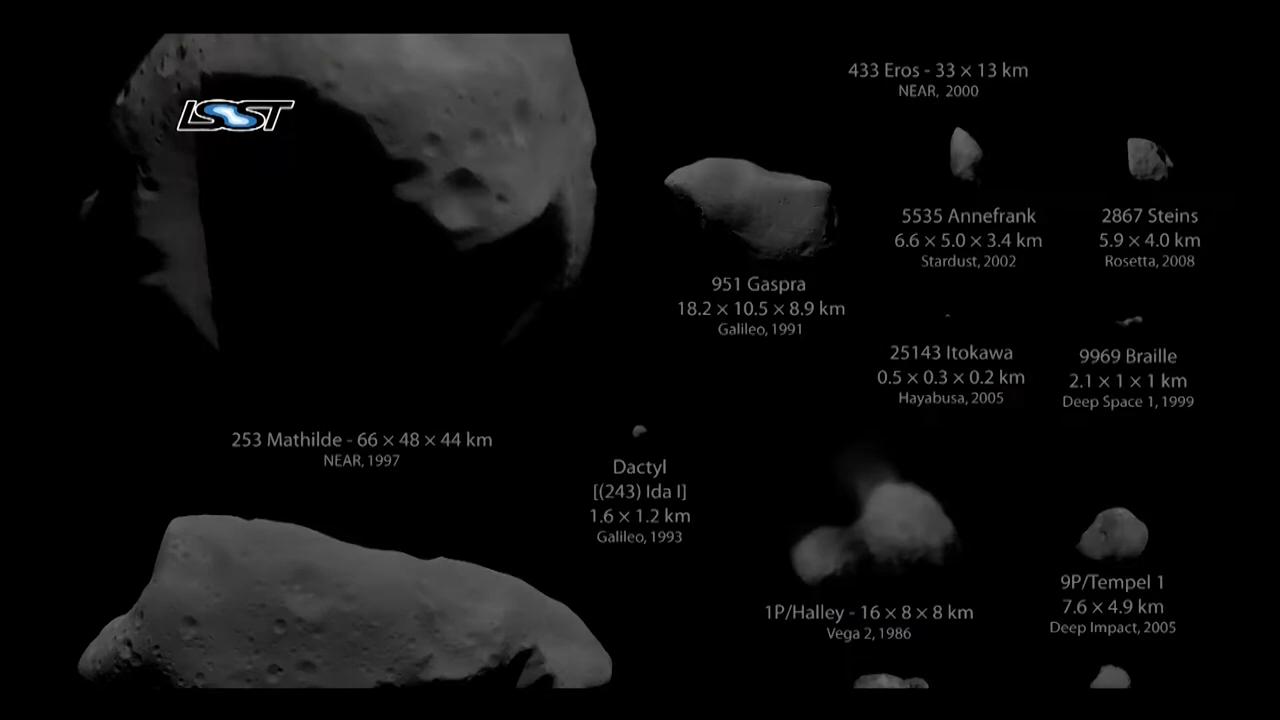 LSST
433 Eros - 33 × 13 km
NEAR, 2000
5535 Annefrank
6.6 × 5.0 × 3.4 km
Stardust, 2002
2867 Steins
5.9 × 4.0 km
Rosetta, 2008
951 Gaspra
18.2 × 10.5 × 8.9 km
Galileo, 1991
25143 Itokawa
0.5 × 0.3 × 0.2 km
Hayabusa, 2005
9969 Braille
2.1 × 1 × 1 km
Deep Space 1, 1999
253 Mathilde - 66 × 48 × 44 km
NEAR, 1997
Dactyl
[(243) Ida I]
1.6 × 1.2 km
Galileo, 1993
1P/Halley - 16 × 8 × 8 km
Vega 2, 1986
9P/Tempel 1
7.6 × 4.9 km
Deep Impact, 2005